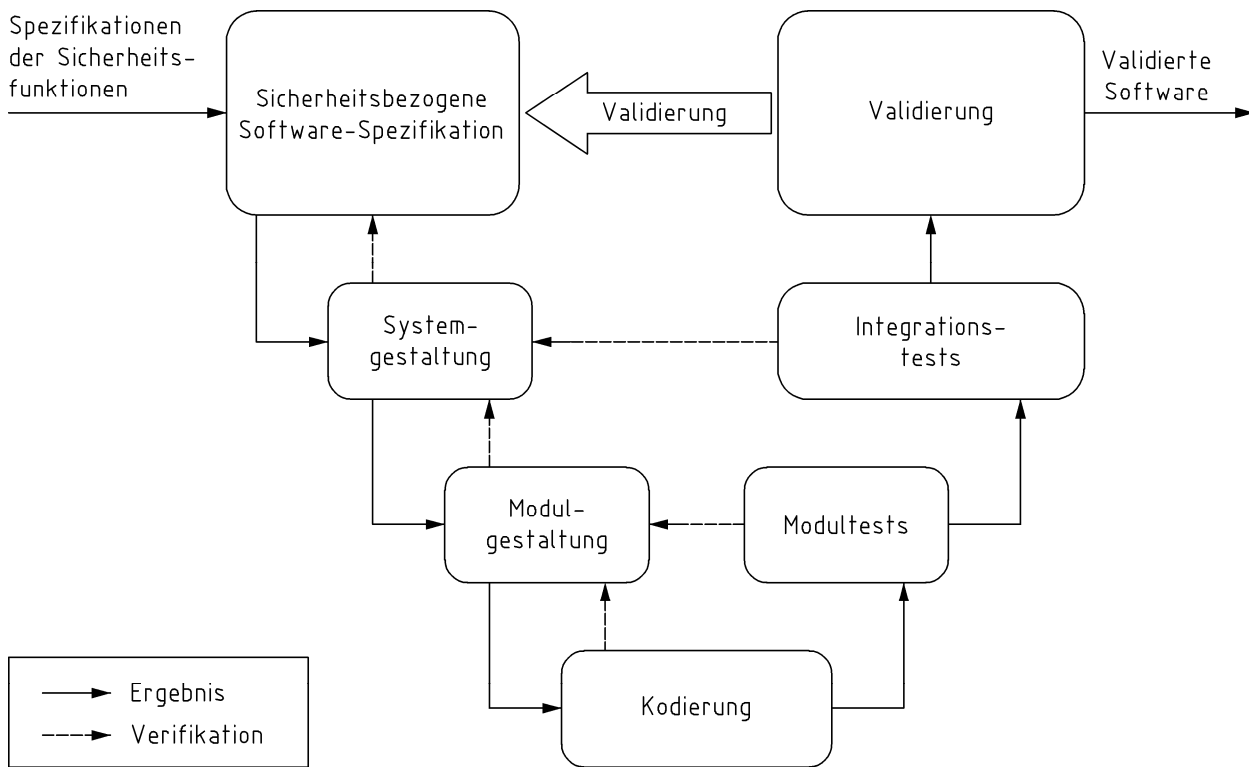 Spezifikationen
der Sicherheits-
funktionen
Sicherheitsbezogene
Software-Spezifikation
Validierung
Validierung
Validierte
Software
System-
gestaltung
Integrations-
tests
Modul-
gestaltung
Modultests
Kodierung
Ergebnis
Verifikation